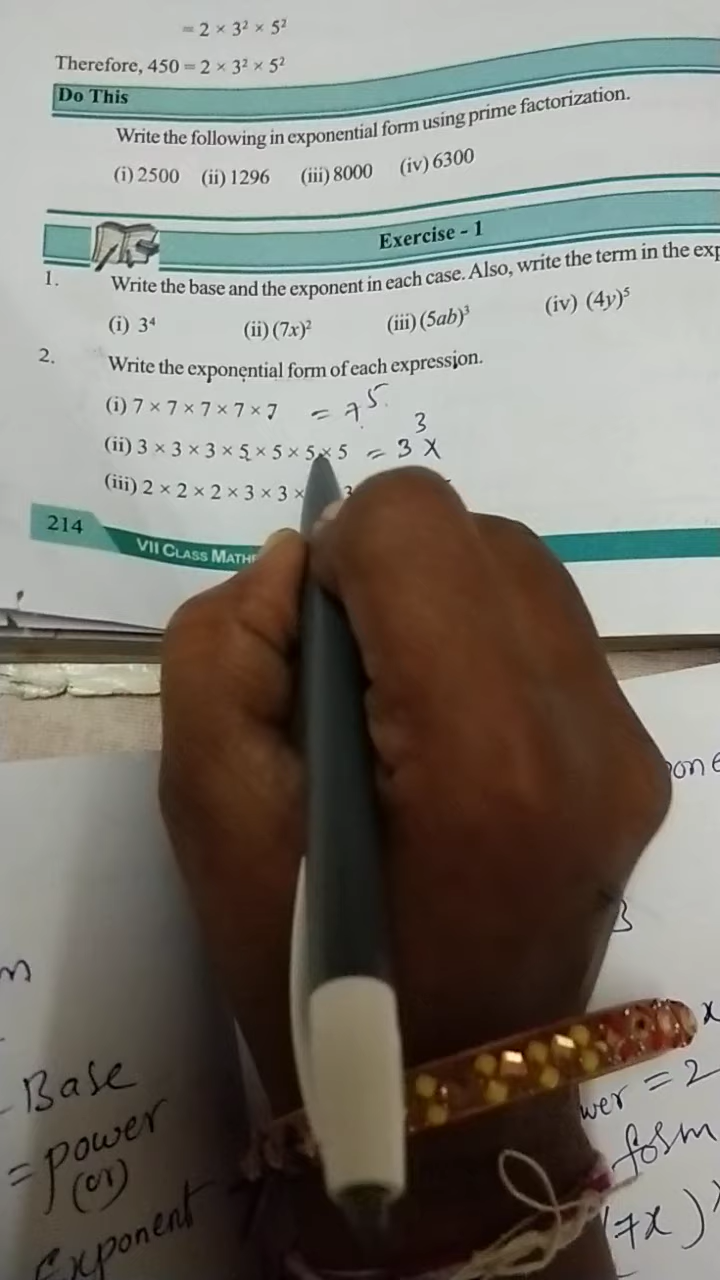 = 2 × 3² × 5²
Therefore, 450 = 2 × 3² × 5²
Do This
Write the following in exponential form using prime factorization.
(i) 2500 (ii) 1296 (iii) 8000 (iv) 6300
Exercise - 1
1. Write the base and the exponent in each case. Also, write the term in the
(i) 3⁴ (ii) (7x)² (iii) (5ab)³ (iv) (4y)⁵
2. Write the exponential form of each expression.
(i) 7 × 7 × 7 × 7 × 7 = 7⁵
(ii) 3 × 3 × 3 × 5 × 5 × 5 × 5 = 3³ ×
(iii) 2 × 2 × 2 × 3 × 3 ×
214 VII CLASS
Base
= power
wer = 2
(or)
form
Exponent
(7x)